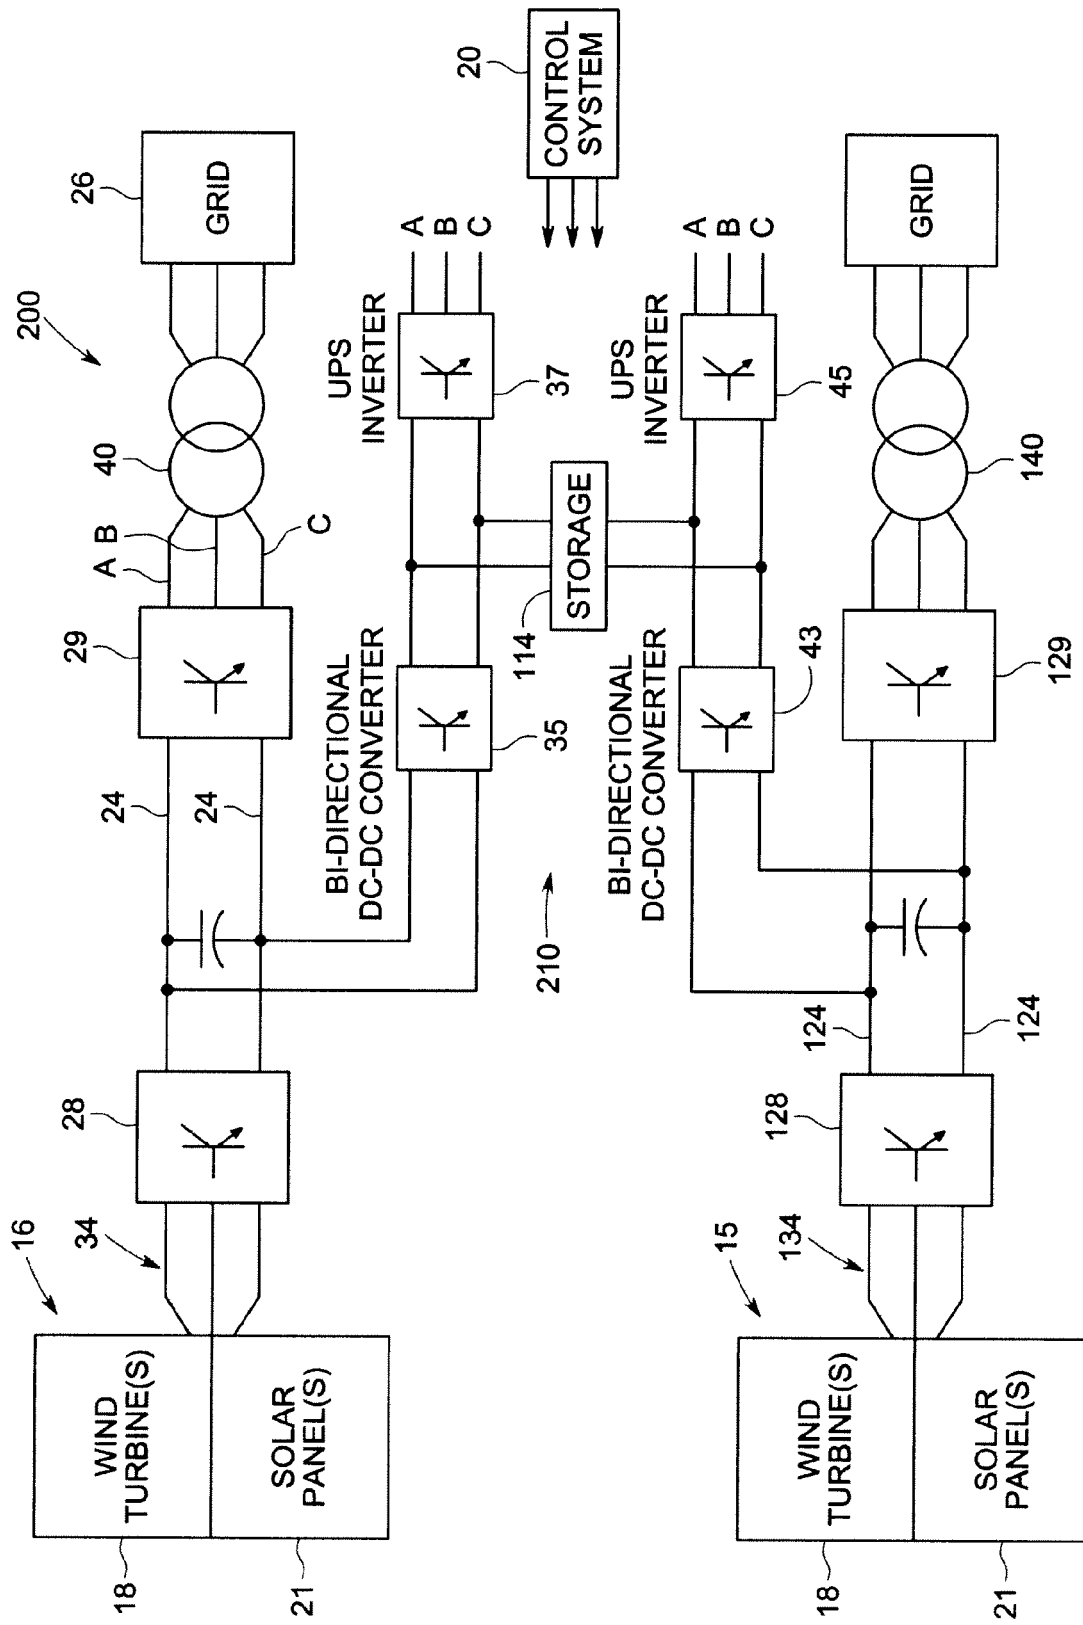 200
16
34
28
24
24
29
A
B
C
40
26
GRID
WIND
TURBINE(S)
SOLAR
PANEL(S)
18
21
BI-DIRECTIONAL
DC-DC CONVERTER
35
UPS
INVERTER
37
A
B
C
20
CONTROL
SYSTEM
210
114
STORAGE
BI-DIRECTIONAL
DC-DC CONVERTER
43
UPS
INVERTER
45
A
B
C
15
134
128
124
124
129
140
GRID
WIND
TURBINE(S)
SOLAR
PANEL(S)
18
21